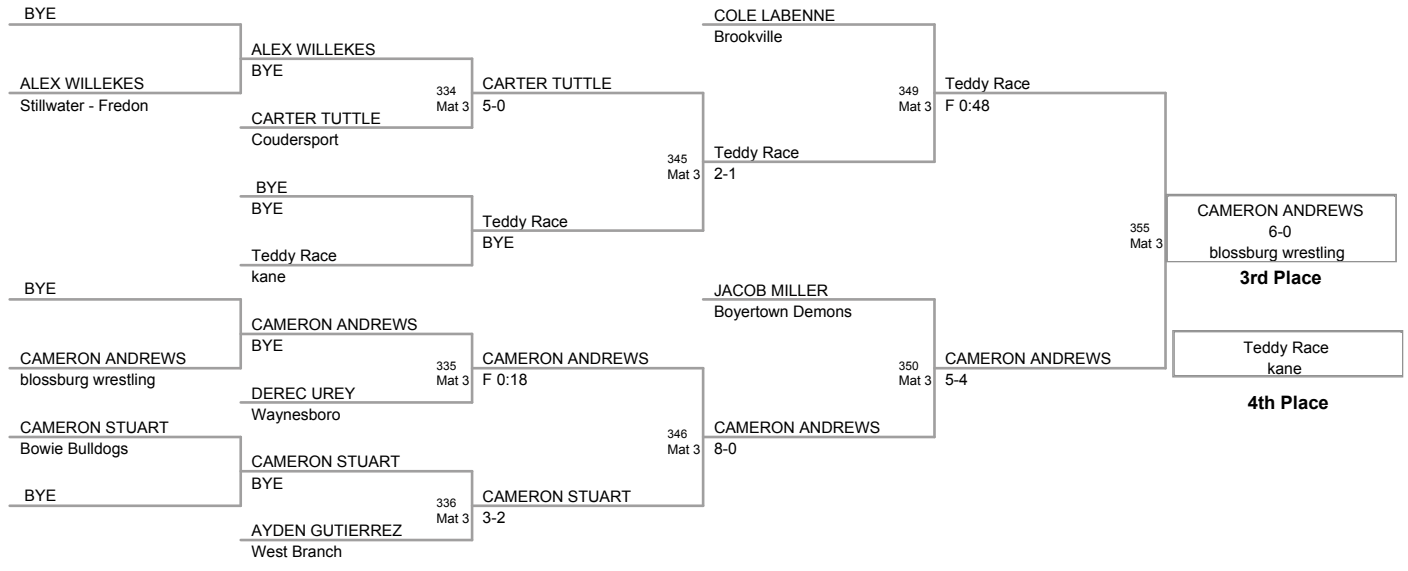 BYE
COLE LABENNE
Brookville
ALEX WILLEKES
BYE
ALEX WILLEKES
Stillwater - Fredon
334
Mat 3
CARTER TUTTLE
5-0
349
Mat 3
Teddy Race
F 0:48
CARTER TUTTLE
Coudersport
345
Mat 3
Teddy Race
2-1
BYE
BYE
Teddy Race
BYE
355
Mat 3
CAMERON ANDREWS
6-0
blossburg wrestling
3rd Place
Teddy Race
kane
BYE
JACOB MILLER
Boyertown Demons
CAMERON ANDREWS
BYE
CAMERON ANDREWS
blossburg wrestling
335
Mat 3
CAMERON ANDREWS
F 0:18
350
Mat 3
CAMERON ANDREWS
5-4
Teddy Race
kane
4th Place
DEREC UREY
Waynesboro
CAMERON STUART
Bowie Bulldogs
346
Mat 3
CAMERON ANDREWS
8-0
CAMERON STUART
BYE
BYE
336
Mat 3
CAMERON STUART
3-2
AYDEN GUTIERREZ
West Branch